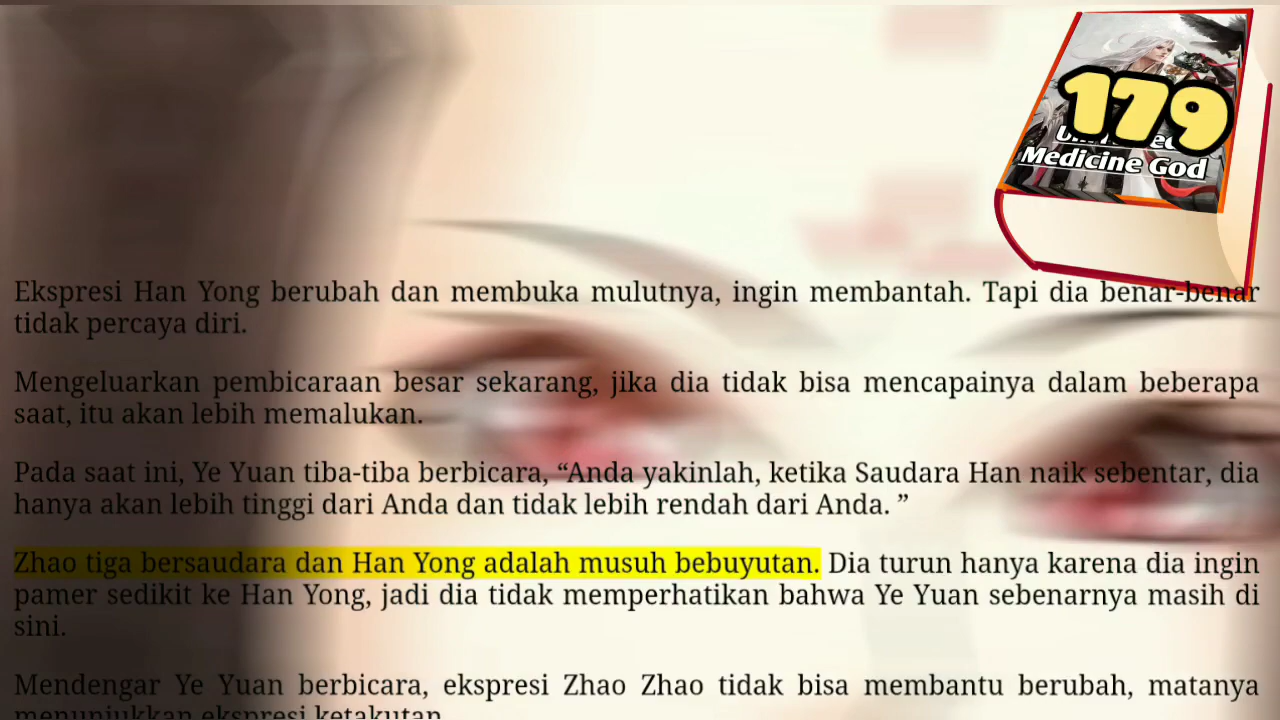 179
Medicine God
Ekspresi Han Yong berubah dan membuka mulutnya, ingin membantah. Tapi dia benar-benar
tidak percaya diri.
Mengeluarkan pembicaraan besar sekarang, jika dia tidak bisa mencapainya dalam beberapa
saat, itu akan lebih memalukan.
Pada saat ini, Ye Yuan tiba-tiba berbicara, “Anda yakinlah, ketika Saudara Han naik sebentar, dia
hanya akan lebih tinggi dari Anda dan tidak lebih rendah dari Anda. ”
Zhao tiga bersaudara dan Han Yong adalah musuh bebuyutan. Dia turun hanya karena dia ingin
pamer sedikit ke Han Yong, jadi dia tidak memperhatikan bahwa Ye Yuan sebenarnya masih di
sini.
Mendengar Ye Yuan berbicara, ekspresi Zhao Zhao tidak bisa membantu berubah, matanya
menunjukkan ekspresi ketakutan.